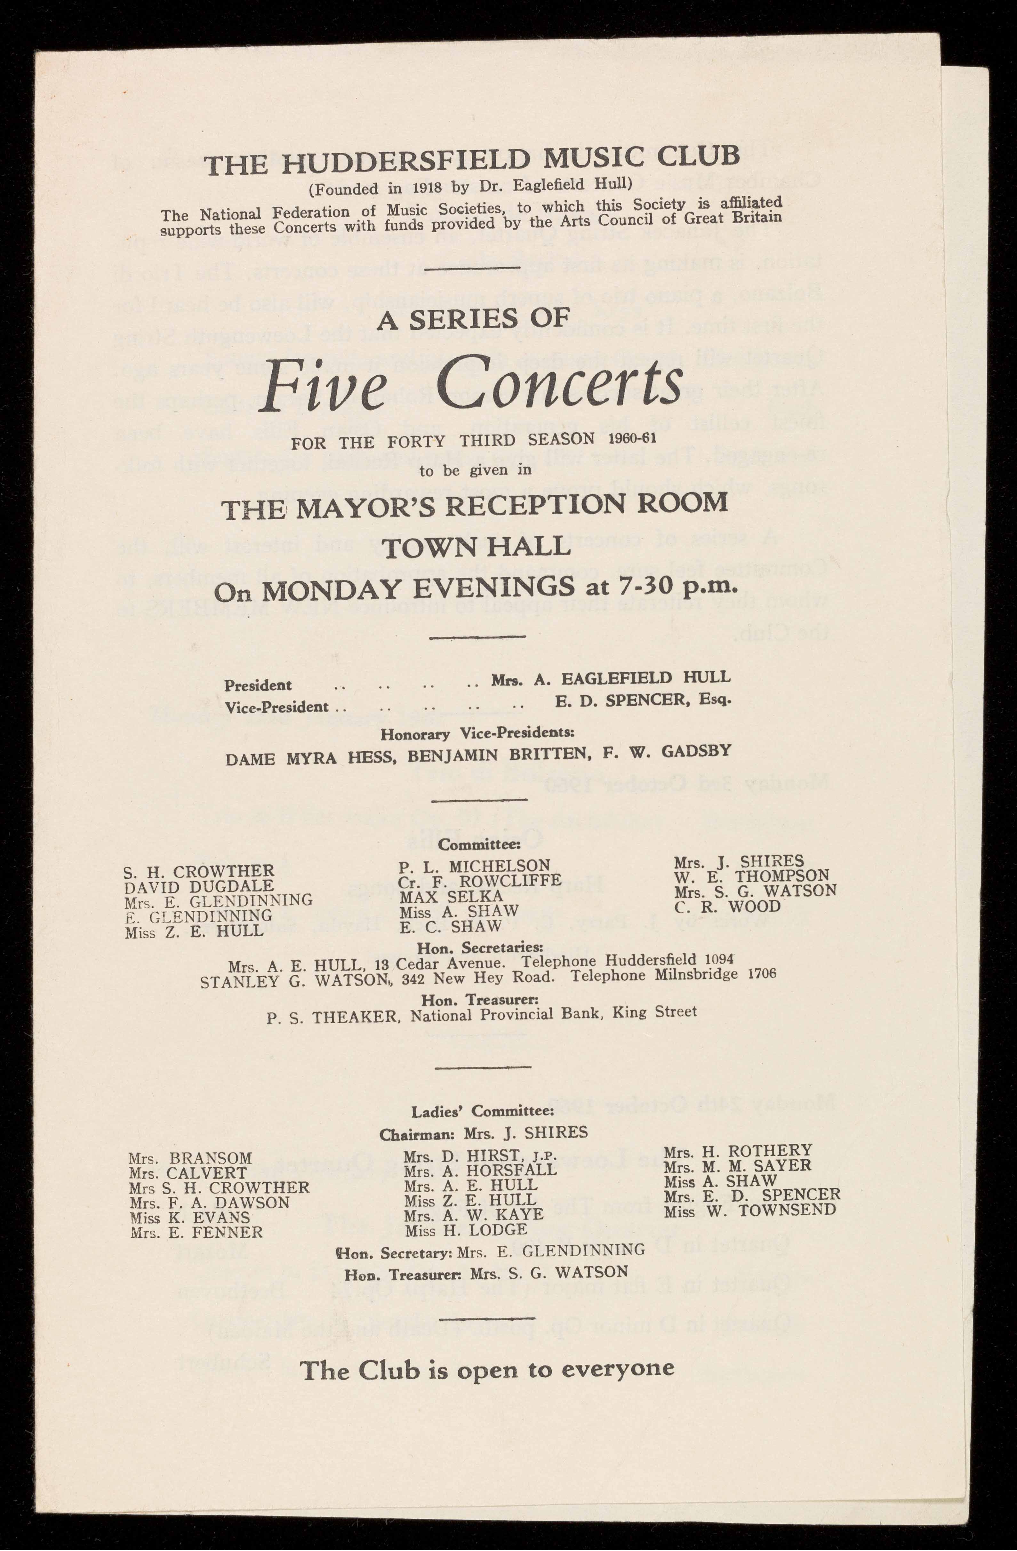 THE HUDDERSFIELD MUSIC CLUB
(Founded in 1918 by Dr. Eaglefield Hull)
The National Federation of Music Societies, to which this Society is affiliated
supports these Concerts with funds provided by the Arts Council of Great Britain
A SERIES OF
Five Concerts
FOR THE FORTY THIRD SEASON 1960-61
to be given in
THE MAYOR'S RECEPTION ROOM
TOWN HALL
On MONDAY EVENINGS at 7-30 p.m.
President .. .. .. .. Mrs. A. EAGLEFIELD HULL
Vice-President .. .. .. .. .. E. D. SPENCER, Esq.
Honorary Vice-Presidents:
DAME MYRA HESS, BENJAMIN BRITTEN, F. W. GADSBY
Committee:
S. H. CROWTHER
DAVID DUGDALE
Mrs. E. GLENDINNING
E. GLENDINNING
Miss Z. E. HULL
P. L. MICHELSON
Cr. F. ROWCLIFFE
MAX SELKA
Miss A. SHAW
E. C. SHAW
Mrs. J. SHIRES
W. E. THOMPSON
Mrs. S. G. WATSON
C. R. WOOD
Hon. Secretaries:
Mrs. A. E. HULL, 13 Cedar Avenue. Telephone Huddersfield 1094
STANLEY G. WATSON, 342 New Hey Road. Telephone Milnsbridge 1706
Hon. Treasurer:
P. S. THEAKER, National Provincial Bank, King Street
Ladies' Committee:
Chairman: Mrs. J. SHIRES
Mrs. BRANSOM
Mrs. CALVERT
Mrs S. H. CROWTHER
Mrs. F. A. DAWSON
Miss K. EVANS
Mrs. E. FENNER
Mrs. D. HIRST, J.P.
Mrs. A. HORSFALL
Mrs. A. E. HULL
Miss Z. E. HULL
Mrs. A. W. KAYE
Miss H. LODGE
Mrs. H. ROTHERY
Mrs. M. M. SAYER
Miss A. SHAW
Mrs. E. D. SPENCER
Miss W. TOWNSEND
Hon. Secretary: Mrs. E. GLENDINNING
Hon. Treasurer: Mrs. S. G. WATSON
The Club is open to everyone